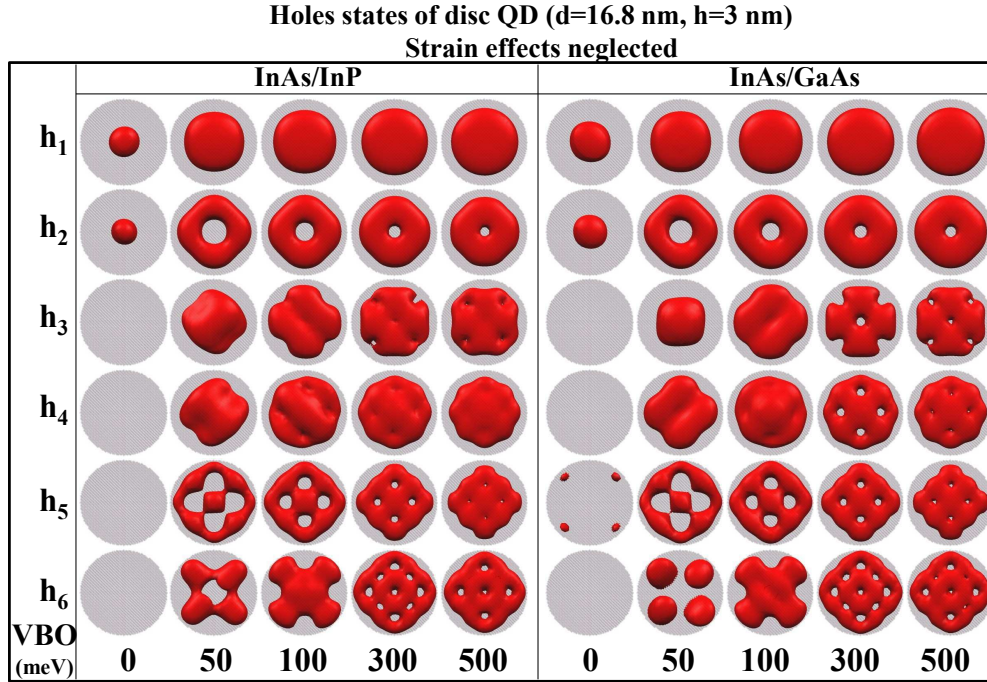 Holes states of disc QD (d=16.8 nm, h=3 nm)
Strain effects neglected
InAs/InP InAs/GaAs
h1
h2
h3
h4
h5
h6
VBO
(meV) 0 50 100 300 500 0 50 100 300 500